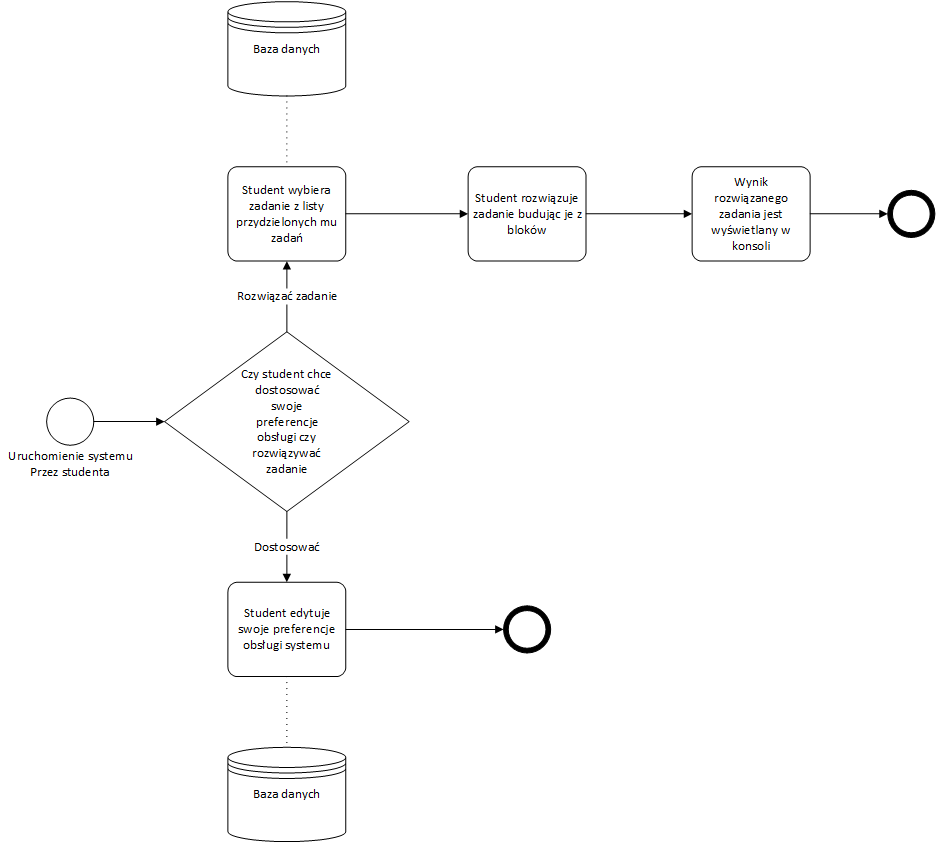 Baza danych
Student wybiera
zadanie z listy
przydzielonych mu
zadań
Student rozwiązuje
zadanie budując je z
bloków
Wynik
rozwiązanego
zadania jest
wyświetlany w
konsoli
Rozwiązać zadanie
Czy student chce
dostosować
swoje
preferencje
obsługi czy
rozwiązywać
zadanie
Uruchomienie systemu
Przez studenta
Dostosować
Student edytuje
swoje preferencje
obsługi systemu
Baza danych